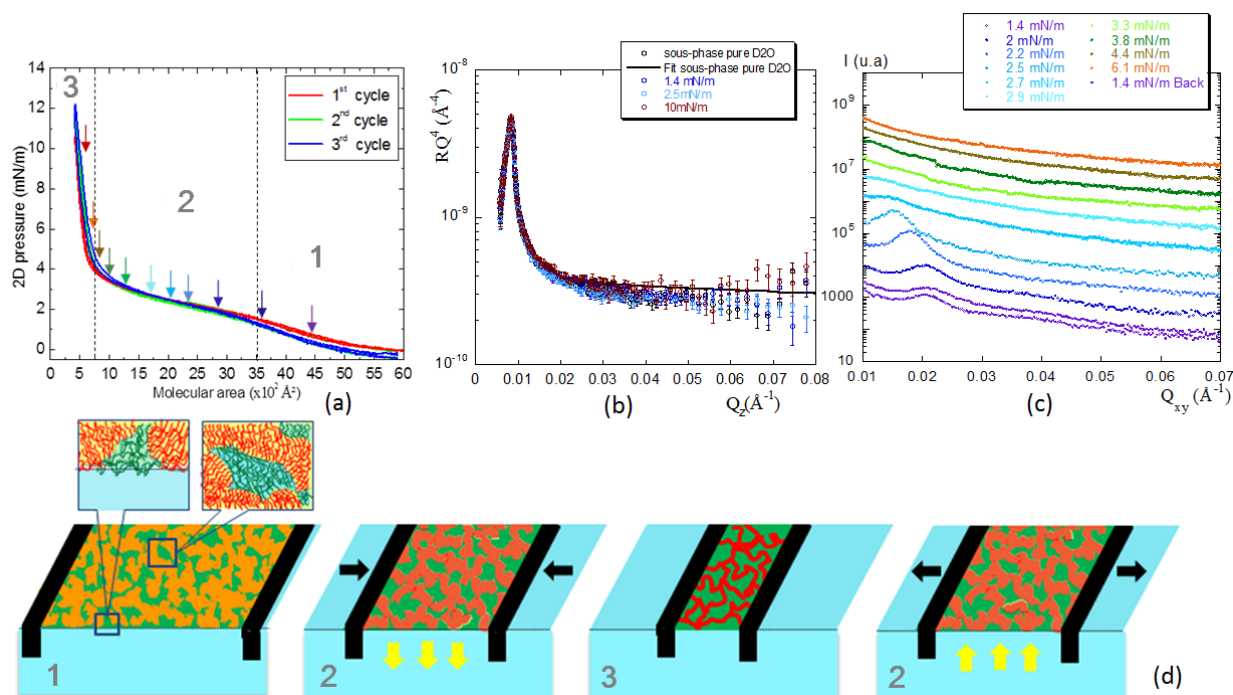 14
12
10
8
6
4
2
0
2D pressure (mN/m)
3
2
1
1st cycle
2nd cycle
3rd cycle
0 5 10 15 20 25 30 35 40 45 50 55 60
Molecular area (x10² Å²)
(a)
10⁻⁸
10⁻⁹
10⁻¹⁰
RQ⁴ (Å⁻⁴)
sous-phase pure D2O
Fit sous-phase pure D2O
1.4 mN/m
2.5mN/m
10mN/m
0 0.01 0.02 0.03 0.04 0.05 0.06 0.07 0.08
Qz(Å⁻¹)
(b)
1.4 mN/m
2 mN/m
2.2 mN/m
2.5 mN/m
2.7 mN/m
2.9 mN/m
3.3 mN/m
3.8 mN/m
4.4 mN/m
6.1 mN/m
1.4 mN/m Back
I (u.a)
10⁹
10⁷
10⁵
1000
10
0.01 0.02 0.03 0.04 0.05 0.06 0.07
Qxy (Å⁻¹)
(c)
1
2
3
2
(d)